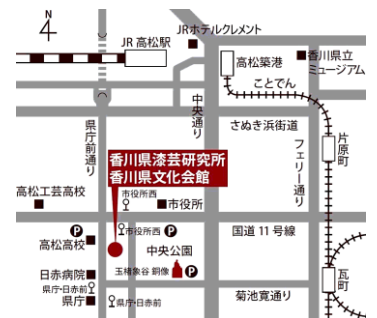 4
JRホテルクレメント
JR 高松駅
高松築港
香川県立
ミュージアム
ことでん
中央通り
さぬき浜街道
県庁前通り
フェリー通り
片原町
香川県漆芸研究所
香川県文化会館
高松工芸高校
市役所西
市役所
P
市役所西
P
国道 11 号線
高松高校
中央公園
瓦町
日赤病院
玉楮象谷 銅像
P
県庁・日赤前
県庁
県庁・日赤前
菊池寛通り